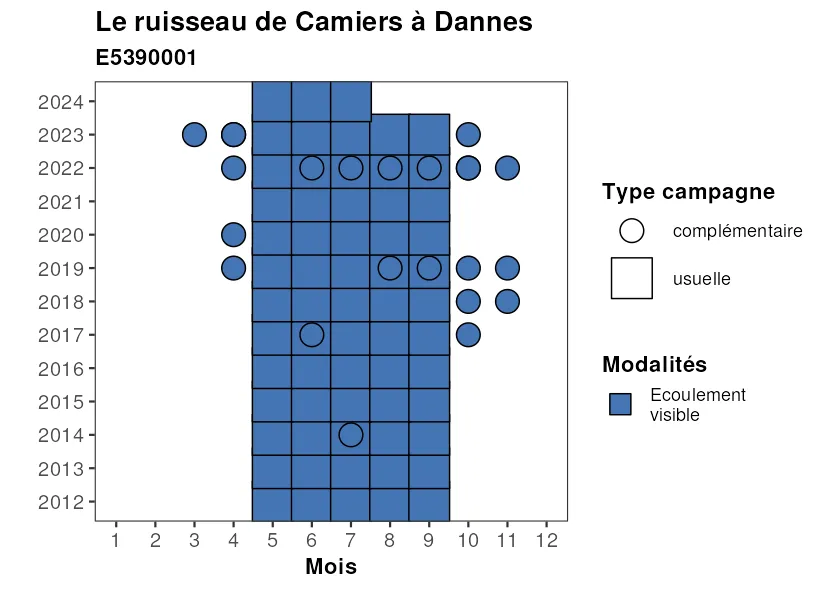 Le ruisseau de Camiers à Dannes
E5390001
2024
2023
2022
2021
2020
2019
2018
2017
2016
2015
2014
2013
2012
1 2 3 4 5 6 7 8 9 10 11 12
Mois
Type campagne
complémentaire
usuelle
Modalités
Ecoulement
visible